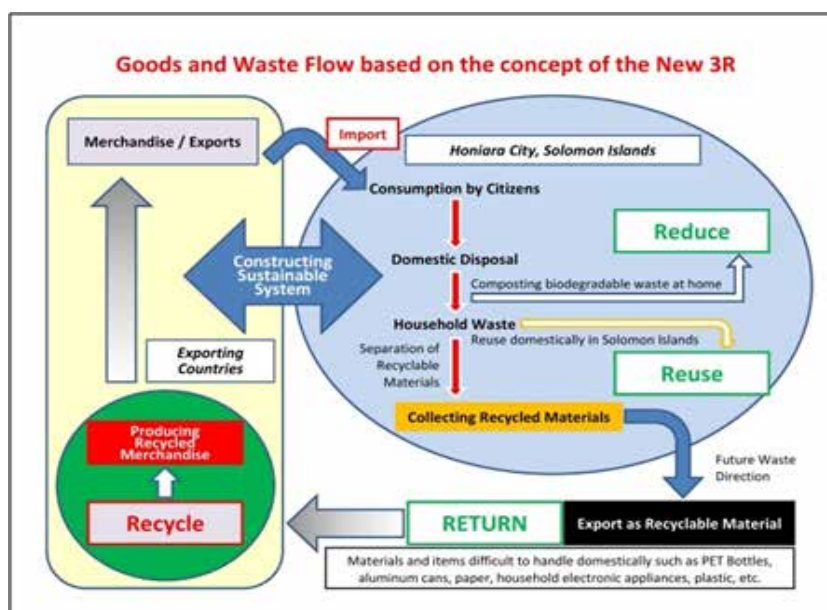 Goods and Waste Flow based on the concept of the New 3R
Merchandise / Exports
Import
Honiara City, Solomon Islands
Consumption by Citizens
Reduce
Constructing
Sustainable
System
Domestic Disposal
Composting biodegradable waste at home
Household Waste
Reuse domestically in Solomon Islands
Separation of
Recyclable
Materials
Exporting
Countries
Reuse
Collecting Recycled Materials
Producing
Recycled
Merchandise
Future Waste
Direction
Recycle
RETURN
Export as Recyclable Material
Materials and items difficult to handle domestically such as PET Bottles,
aluminum cans, paper, household electronic appliances, plastic, etc.